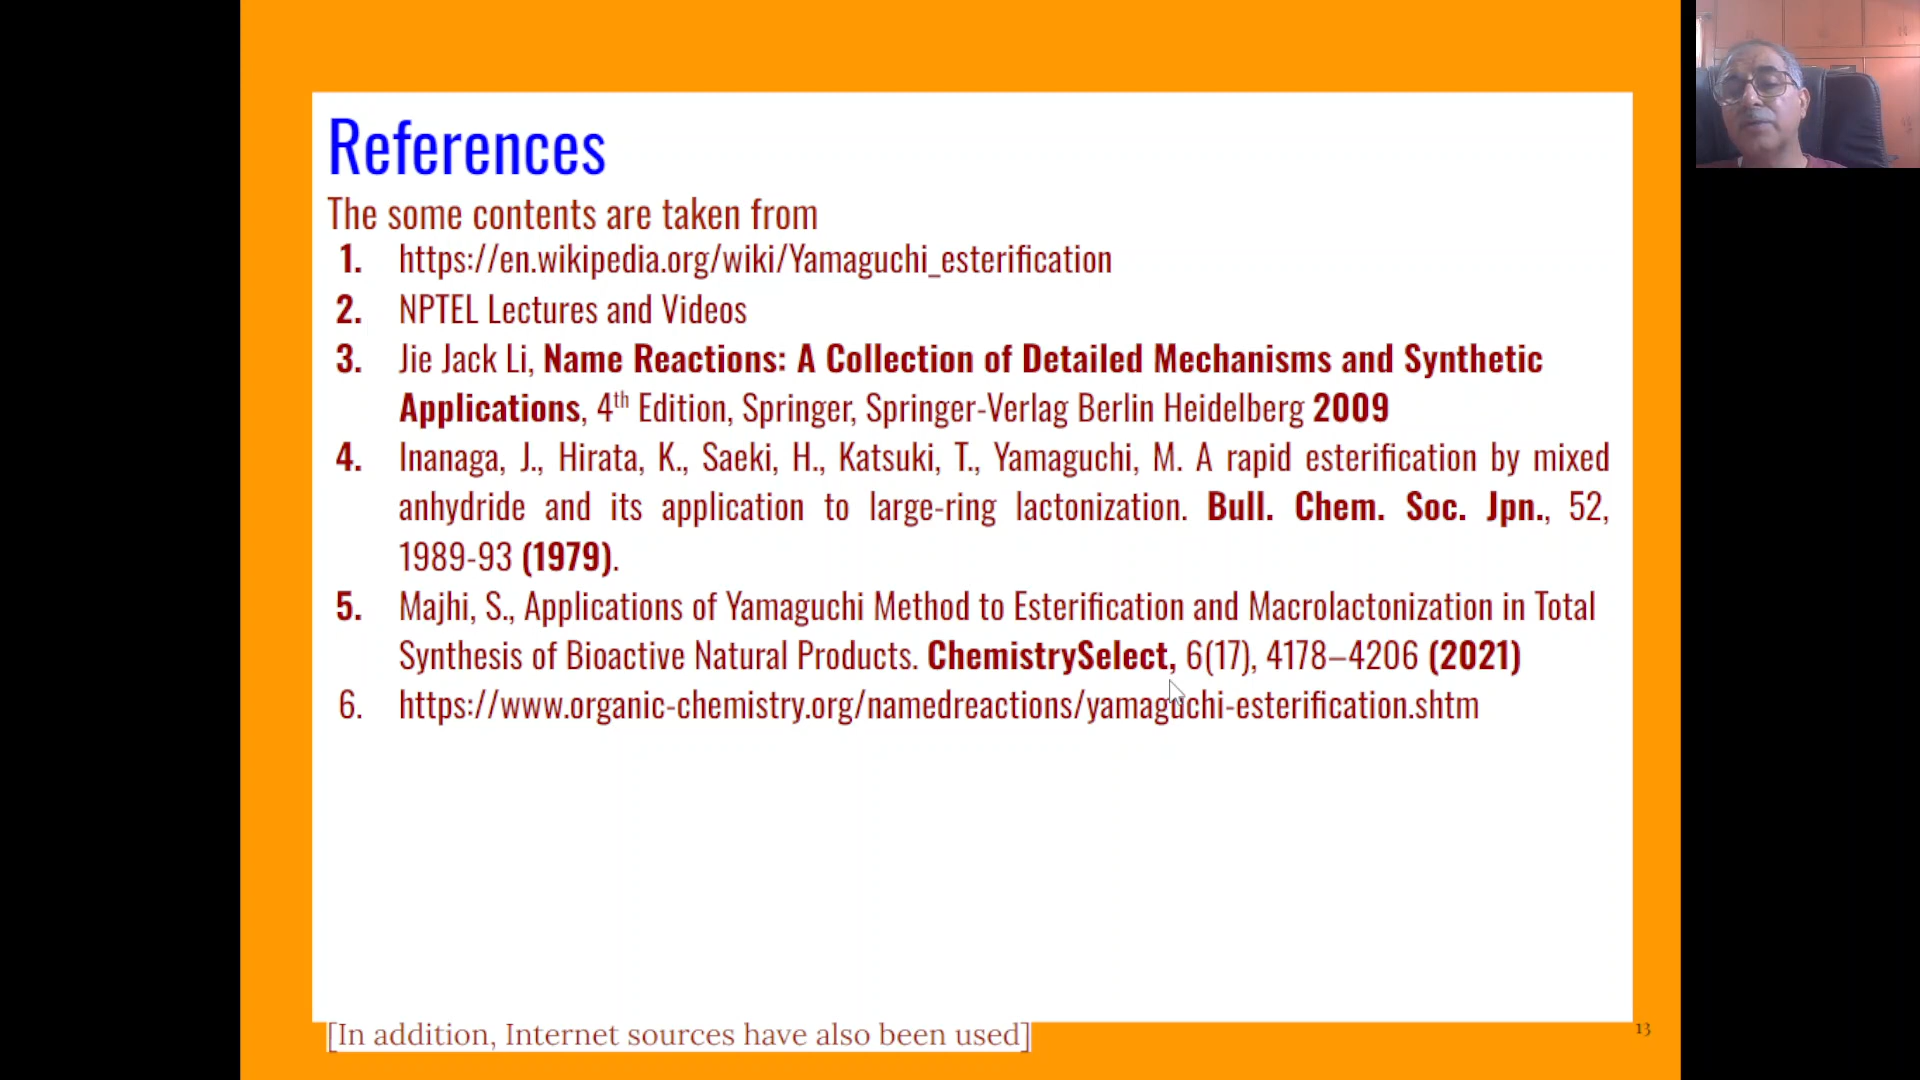 References
The some contents are taken from
1. https://en.wikipedia.org/wiki/Yamaguchi_esterification
2. NPTEL Lectures and Videos
3. Jie Jack Li, Name Reactions: A Collection of Detailed Mechanisms and Synthetic
Applications, 4th Edition, Springer, Springer-Verlag Berlin Heidelberg 2009
4. Inanaga, J., Hirata, K., Saeki, H., Katsuki, T., Yamaguchi, M. A rapid esterification by mixed
anhydride and its application to large-ring lactonization. Bull. Chem. Soc. Jpn., 52,
1989-93 (1979).
5. Majhi, S., Applications of Yamaguchi Method to Esterification and Macrolactonization in Total
Synthesis of Bioactive Natural Products. ChemistrySelect, 6(17), 4178–4206 (2021)
6. https://www.organic-chemistry.org/namedreactions/yamaguchi-esterification.shtm
[In addition, Internet sources have also been used]
13